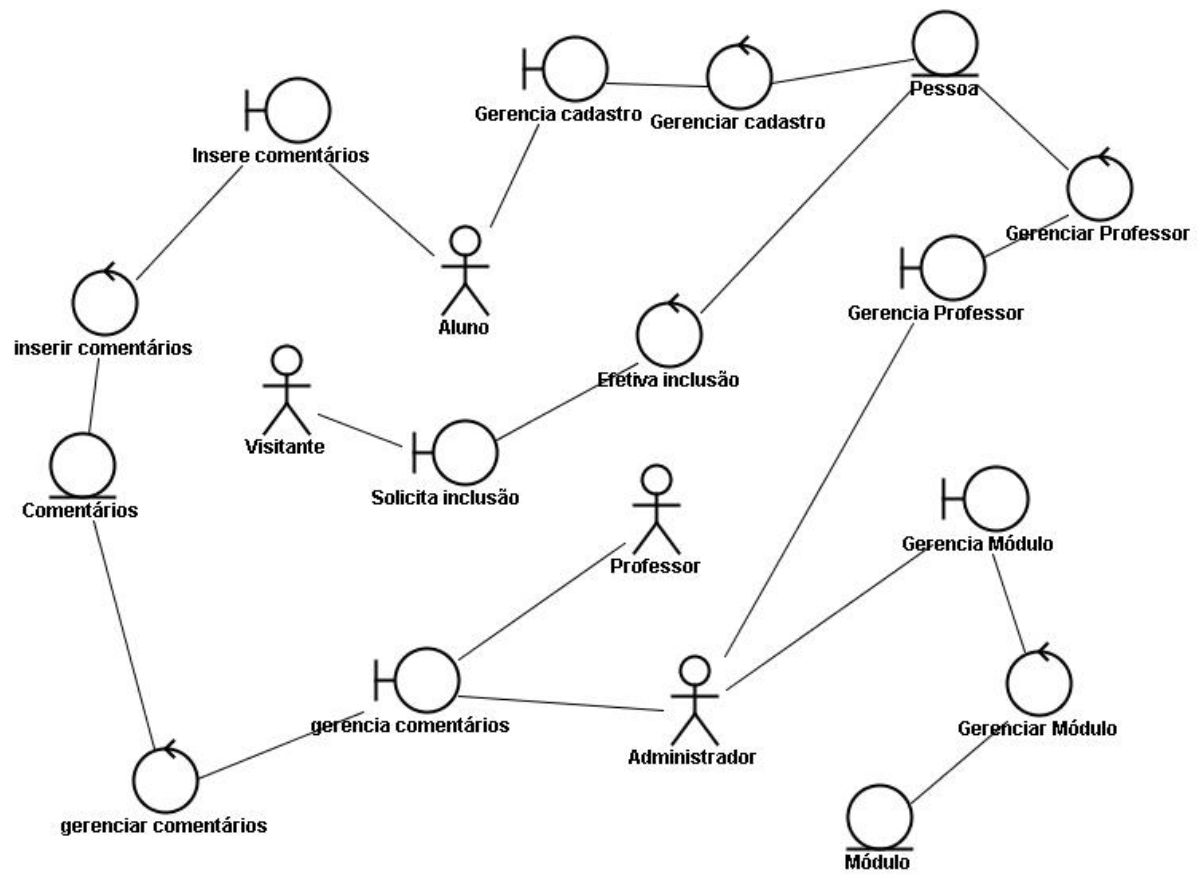 Pessoa
Gerencia cadastro
Gerenciar cadastro
Insere comentários
Gerenciar Professor
Gerencia Professor
Aluno
inserir comentários
Efetiva inclusão
Visitante
Solicita inclusão
Comentários
Gerencia Módulo
Professor
gerencia comentários
Gerenciar Módulo
Administrador
gerenciar comentários
Módulo